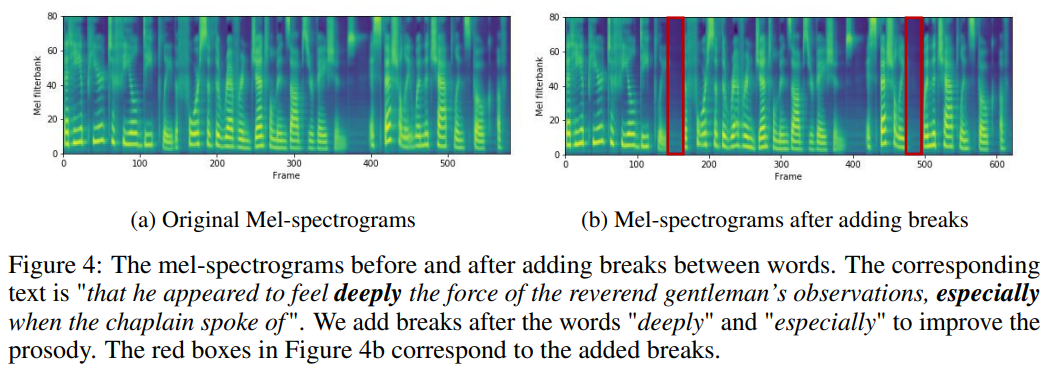 80
60
40
20
0
Mel filterbank
0 100 200 300 400 500
Frame
80
60
40
20
0
Mel filterbank
0 100 200 300 400 500 600
Frame
(a) Original Mel-spectrograms
(b) Mel-spectrograms after adding breaks
Figure 4: The mel-spectrograms before and after adding breaks between words. The corresponding
text is "that he appeared to feel deeply the force of the reverend gentleman's observations, especially
when the chaplain spoke of". We add breaks after the words "deeply" and "especially" to improve the
prosody. The red boxes in Figure 4b correspond to the added breaks.